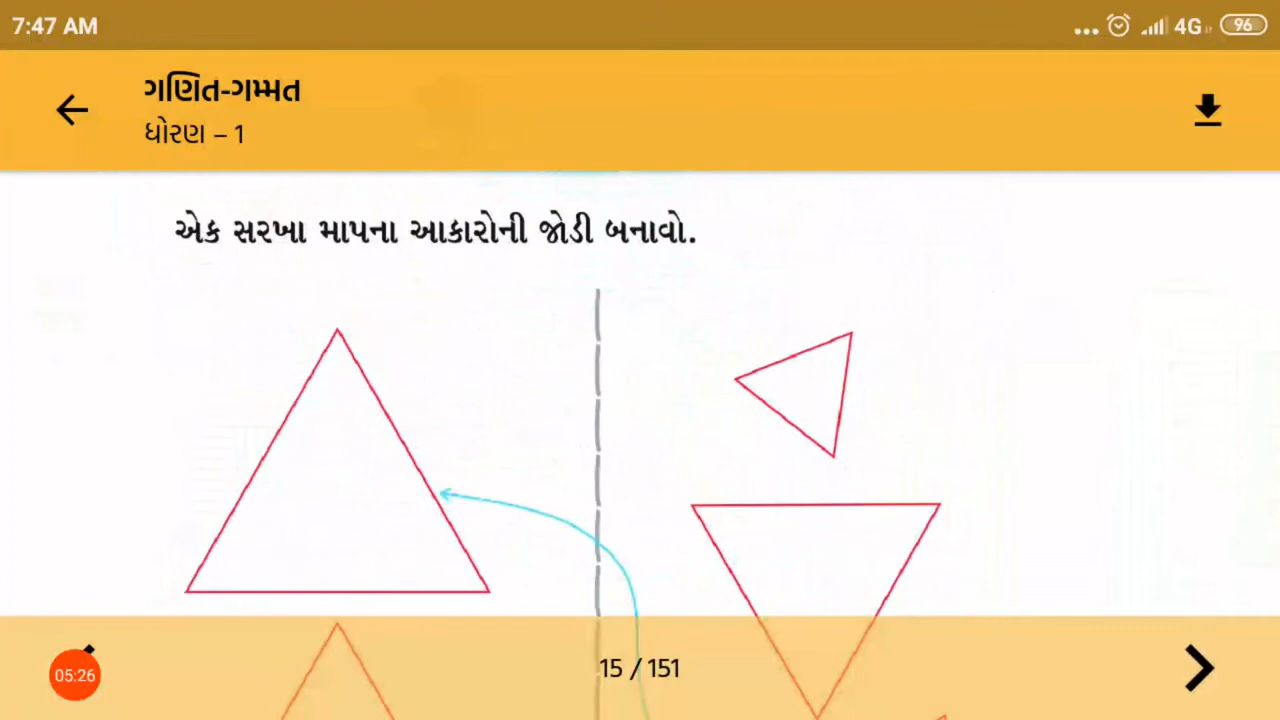 7:47 AM
4G
96
ગણિત-ગમ્મત
ધોરણ – 1
એક સરખા માપના આકારોની જોડી બનાવો.
05:26
15 / 151